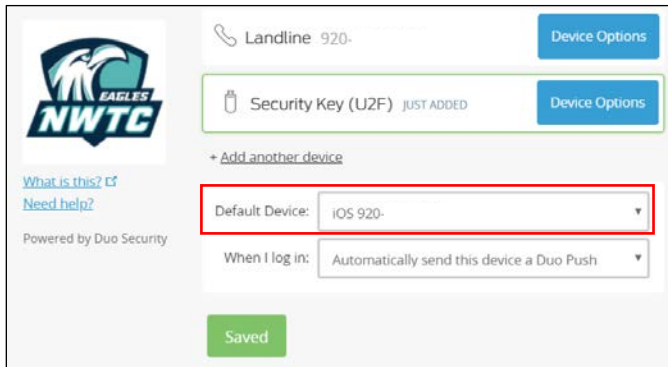 Landline 920-
Device Options
EAGLES
NWTC
Security Key (U2F) JUST ADDED
Device Options
+ Add another device
What is this?
Need help?
Powered by Duo Security
Default Device: iOS 920-
When I log in: Automatically send this device a Duo Push
Saved